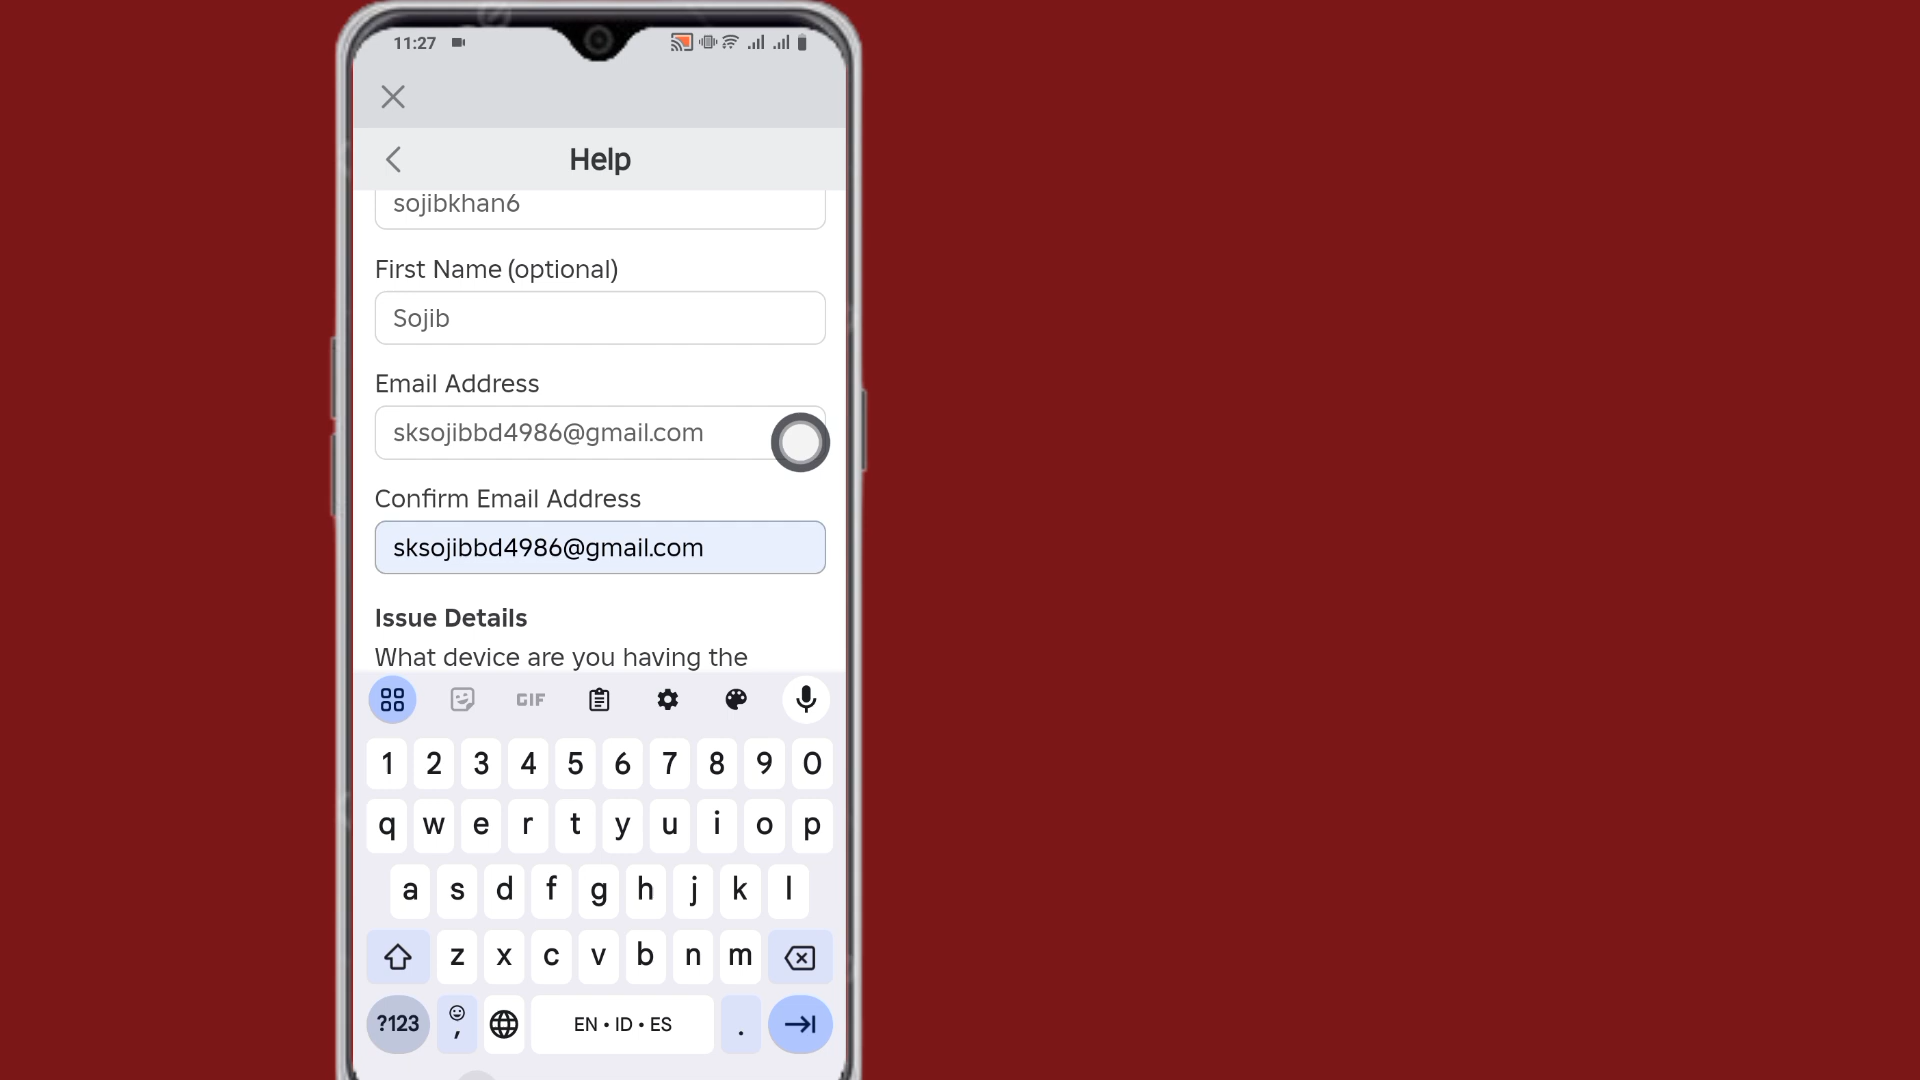 11:27
Help
sojibkhan6
First Name (optional)
Sojib
Email Address
sksojibbd4986@gmail.com
Confirm Email Address
sksojibbd4986@gmail.com
Issue Details
What device are you having the
GIF
1 2 3 4 5 6 7 8 9 0
q w e r t y u i o p
a s d f g h j k l
z x c v b n m
?123 , EN • ID • ES .